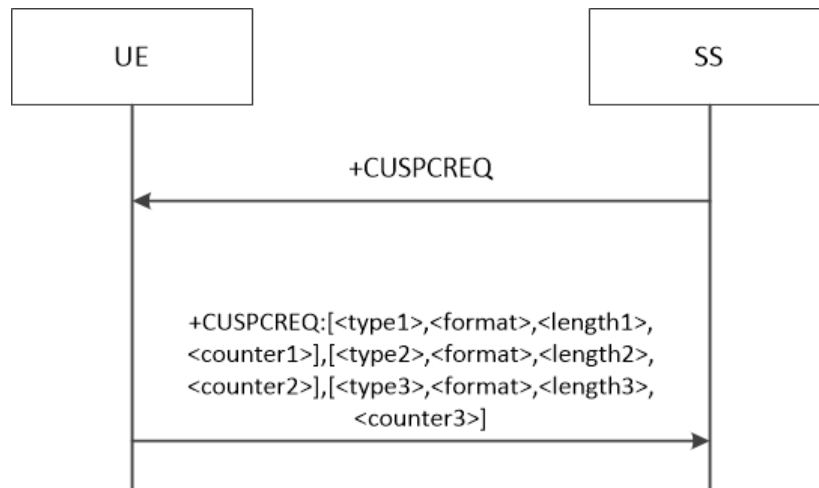 UE
SS
+CUSPCREQ
+CUSPCREQ:[<type1>,<format>,<length1>,
<counter1>],[<type2>,<format>,<length2>,
<counter2>],[<type3>,<format>,<length3>,
<counter3>]